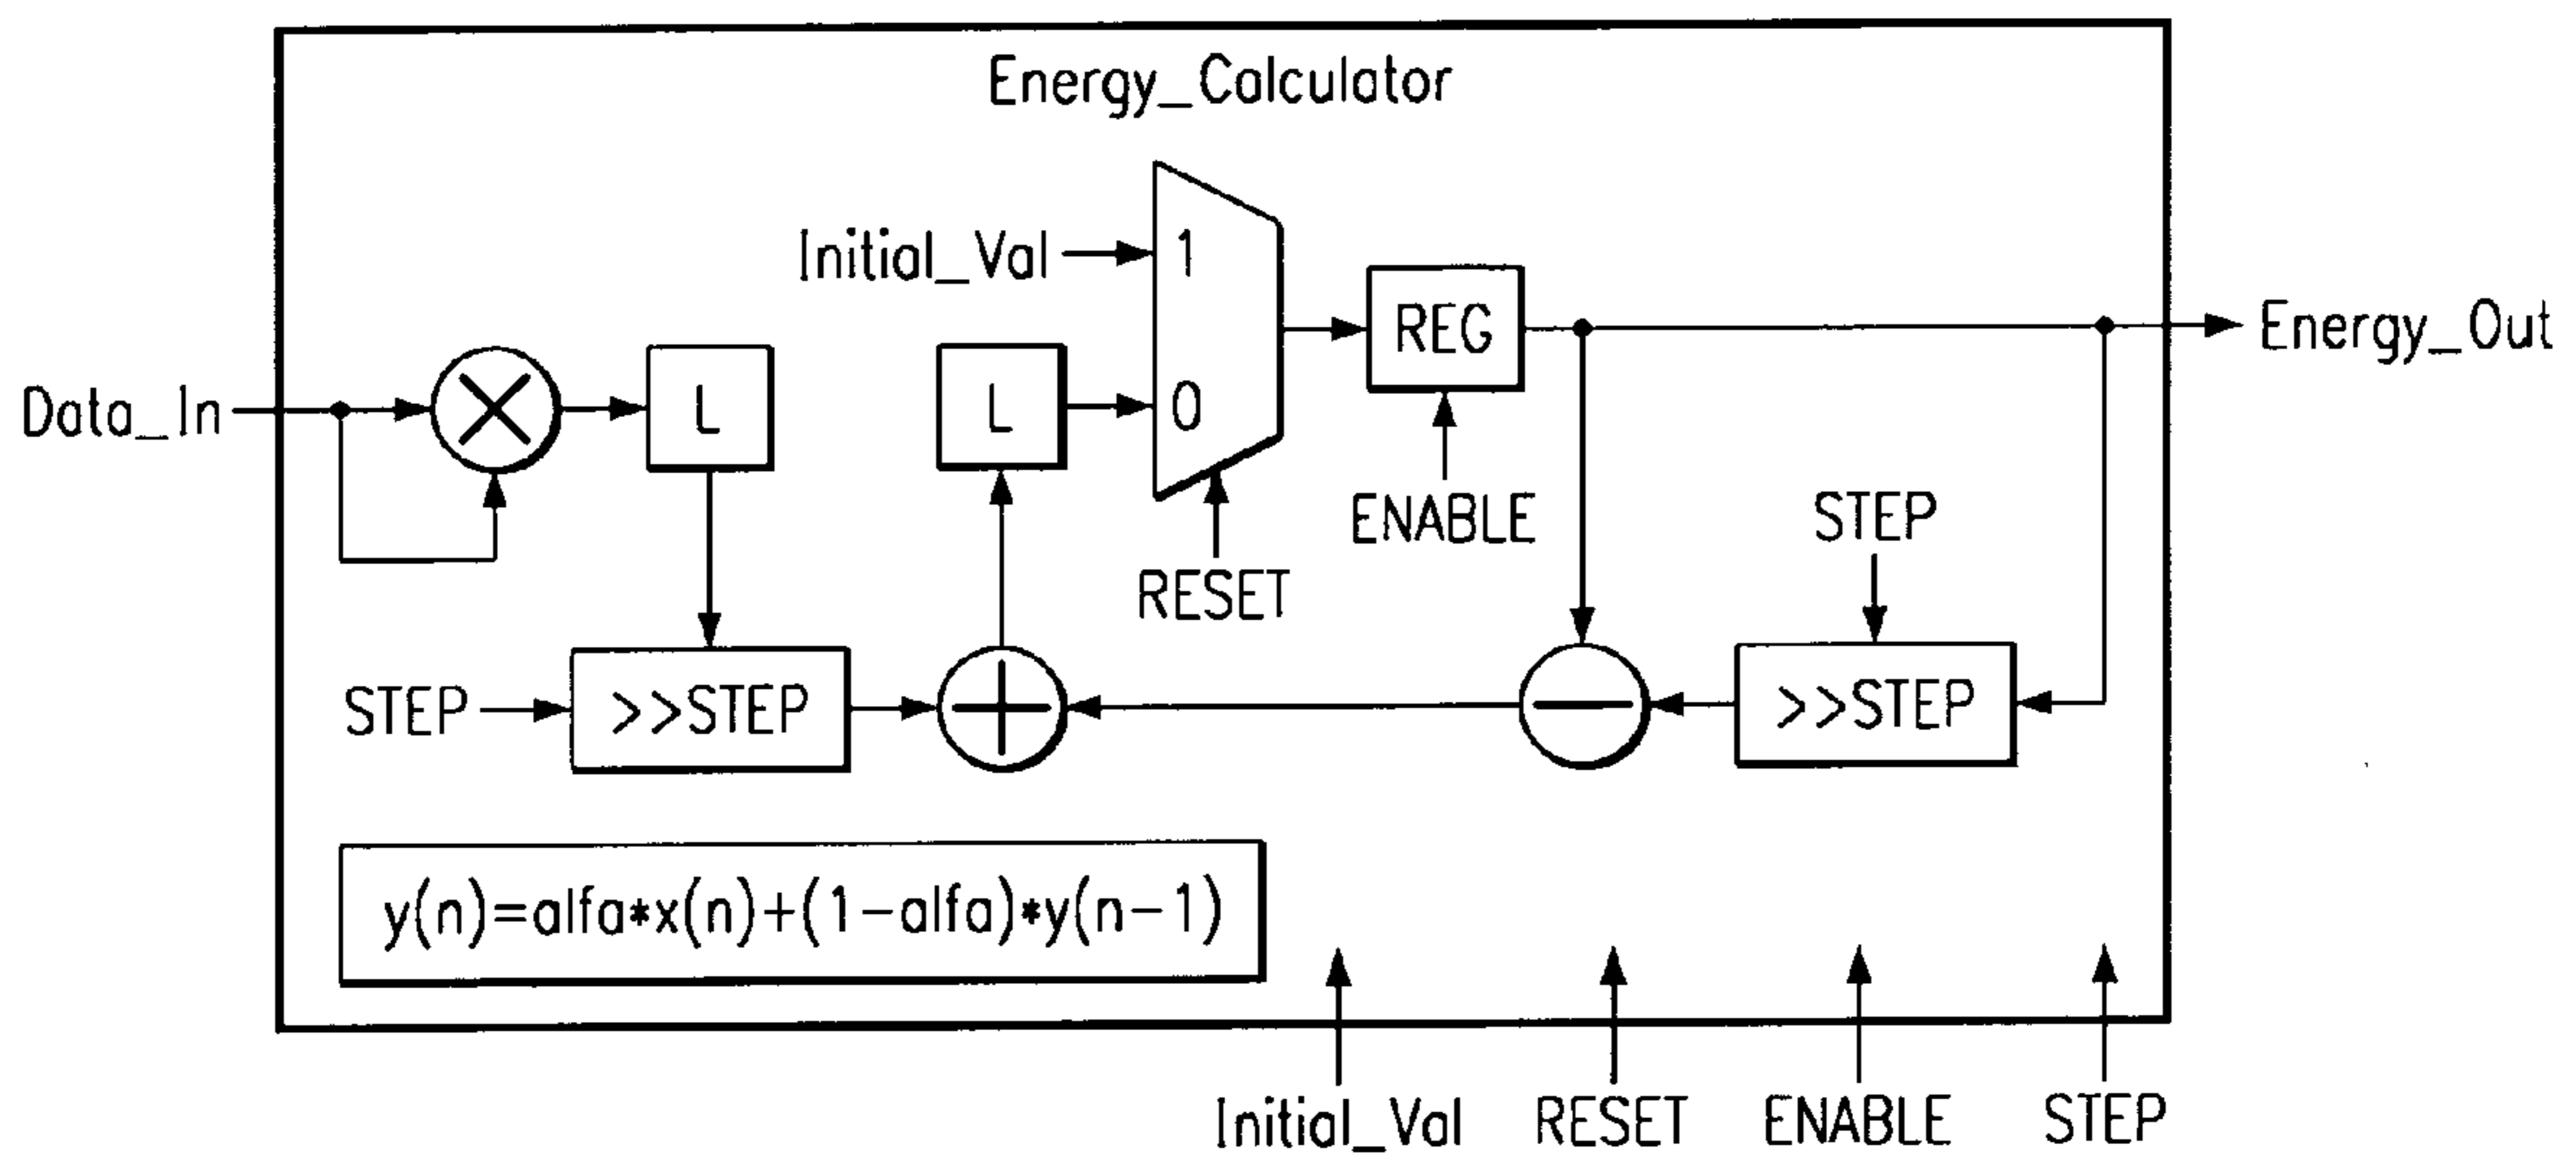 Energy_Calculator
Initial_Val
1
REG
Energy_Out
Data_In
L
L
0
ENABLE
STEP
RESET
STEP
>>STEP
>>STEP
y(n)=alfa*x(n)+(1-alfa)*y(n-1)
Initial_Val
RESET
ENABLE
STEP